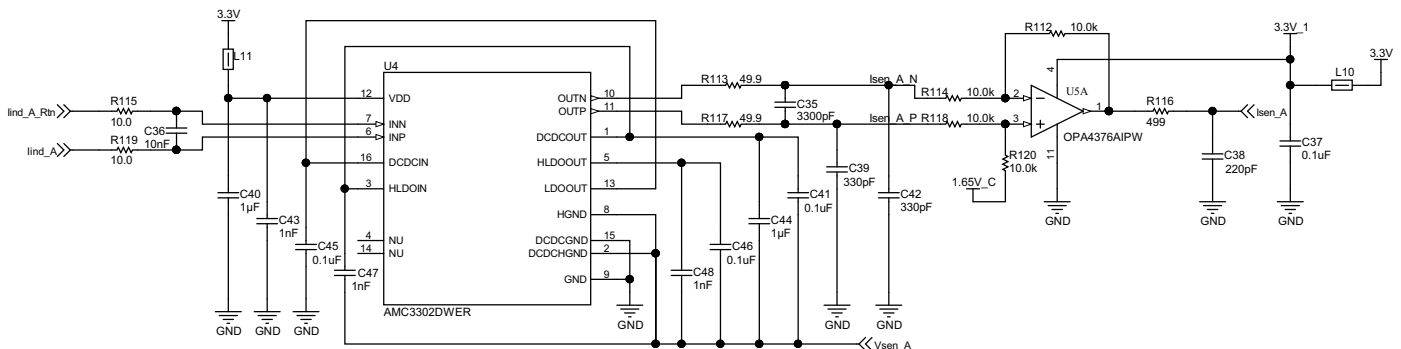 3.3V
L11
U4
Iind_A_Rtn
R115
10.0
C36
10nF
Iind_A
R119
10.0
12 VDD
7 INN
6 INP
16 DCDCIN
3 HLDOIN
4 NU
14 NU
OUTN 10
OUTP 11
DCDCOUT 1
HLDOOUT 5
LDOOUT 13
HGND 8
DCDCGND 15
DCDCHGND 2
GND 9
AMC3302DWER
C40
1µF
C43
1nF
C45
0.1uF
C47
1nF
GND
GND
GND
GND
R113 49.9
R117 49.9
C35
3300pF
Isen_A_N
Isen_A_P
R114 10.0k
R118 10.0k
C39
330pF
C42
330pF
C41
0.1uF
C44
1µF
C46
0.1uF
C48
1nF
GND
GND
Vsen_A
R112 10.0k
4
2
3
1
11
U5A
OPA4376AIPW
R120
10.0k
1.65V_C
GND
R116
499
Isen_A
C38
220pF
GND
3.3V_1
3.3V
L10
C37
0.1uF
GND